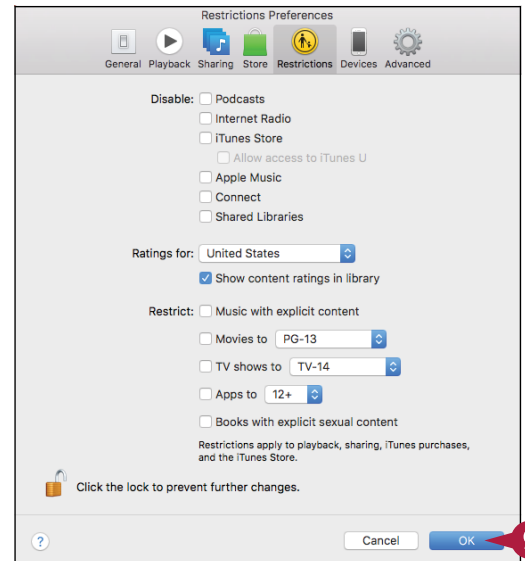 Restrictions Preferences
General Playback Sharing Store Restrictions Devices Advanced
Disable: Podcasts
Internet Radio
iTunes Store
Allow access to iTunes U
Apple Music
Connect
Shared Libraries
Ratings for: United States
Show content ratings in library
Restrict: Music with explicit content
Movies to PG-13
TV shows to TV-14
Apps to 12+
Books with explicit sexual content
Restrictions apply to playback, sharing, iTunes purchases,
and the iTunes Store.
Click the lock to prevent further changes.
? Cancel OK